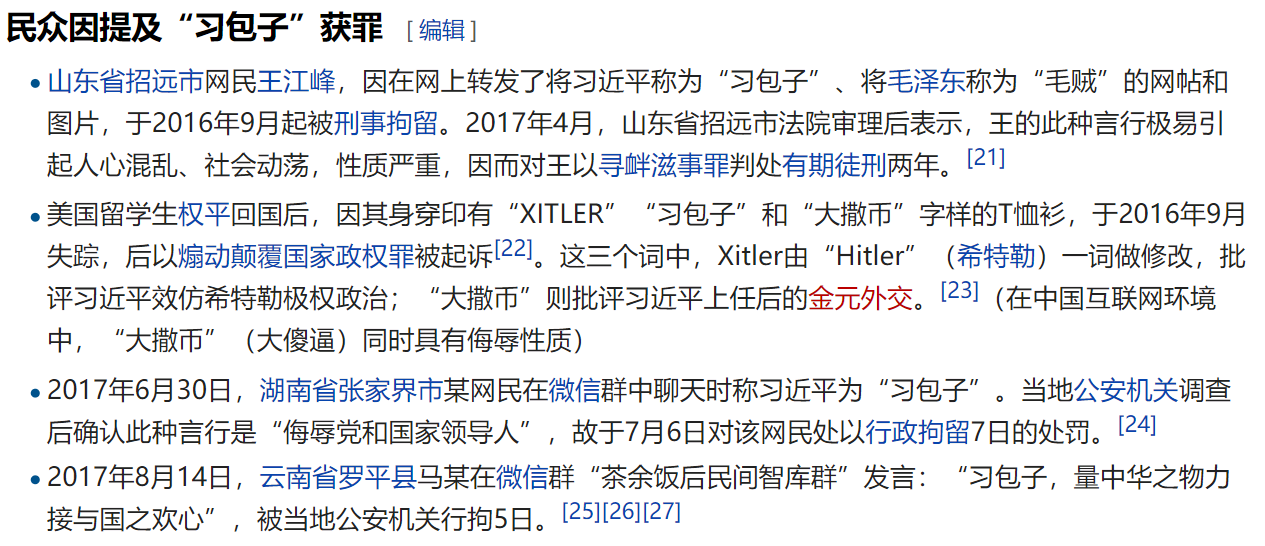 民众因提及“习包子”获罪 [编辑]
山东省招远市网民王江峰，因在网上转发了将习近平称为“习包子”、将毛泽东称为“毛贼”的网帖和
图片，于2016年9月起被刑事拘留。2017年4月，山东省招远市法院审理后表示，王的此种言行极易引
起人心混乱、社会动荡，性质严重，因而对王以寻衅滋事罪判处有期徒刑两年。[21]
美国留学生权平回国后，因其身穿印有“XITLER”“习包子”和“大撒币”字样的T恤衫，于2016年9月
失踪，后以煽动颠覆国家政权罪被起诉[22]。这三个词中，Xitler由“Hitler”（希特勒）一词做修改，批
评习近平效仿希特勒极权政治；“大撒币”则批评习近平上任后的金元外交。[23]（在中国互联网环境
中，“大撒币”（大傻逼）同时具有侮辱性质）
2017年6月30日，湖南省张家界市某网民在微信群中聊天时称习近平为“习包子”。当地公安机关调查
后确认此种言行是“侮辱党和国家领导人”，故于7月6日对该网民处以行政拘留7日的处罚。[24]
2017年8月14日，云南省罗平县马某在微信群“茶余饭后民间智库群”发言：“习包子，量中华之物力
接与国之欢心”，被当地公安机关行拘5日。[25][26][27]